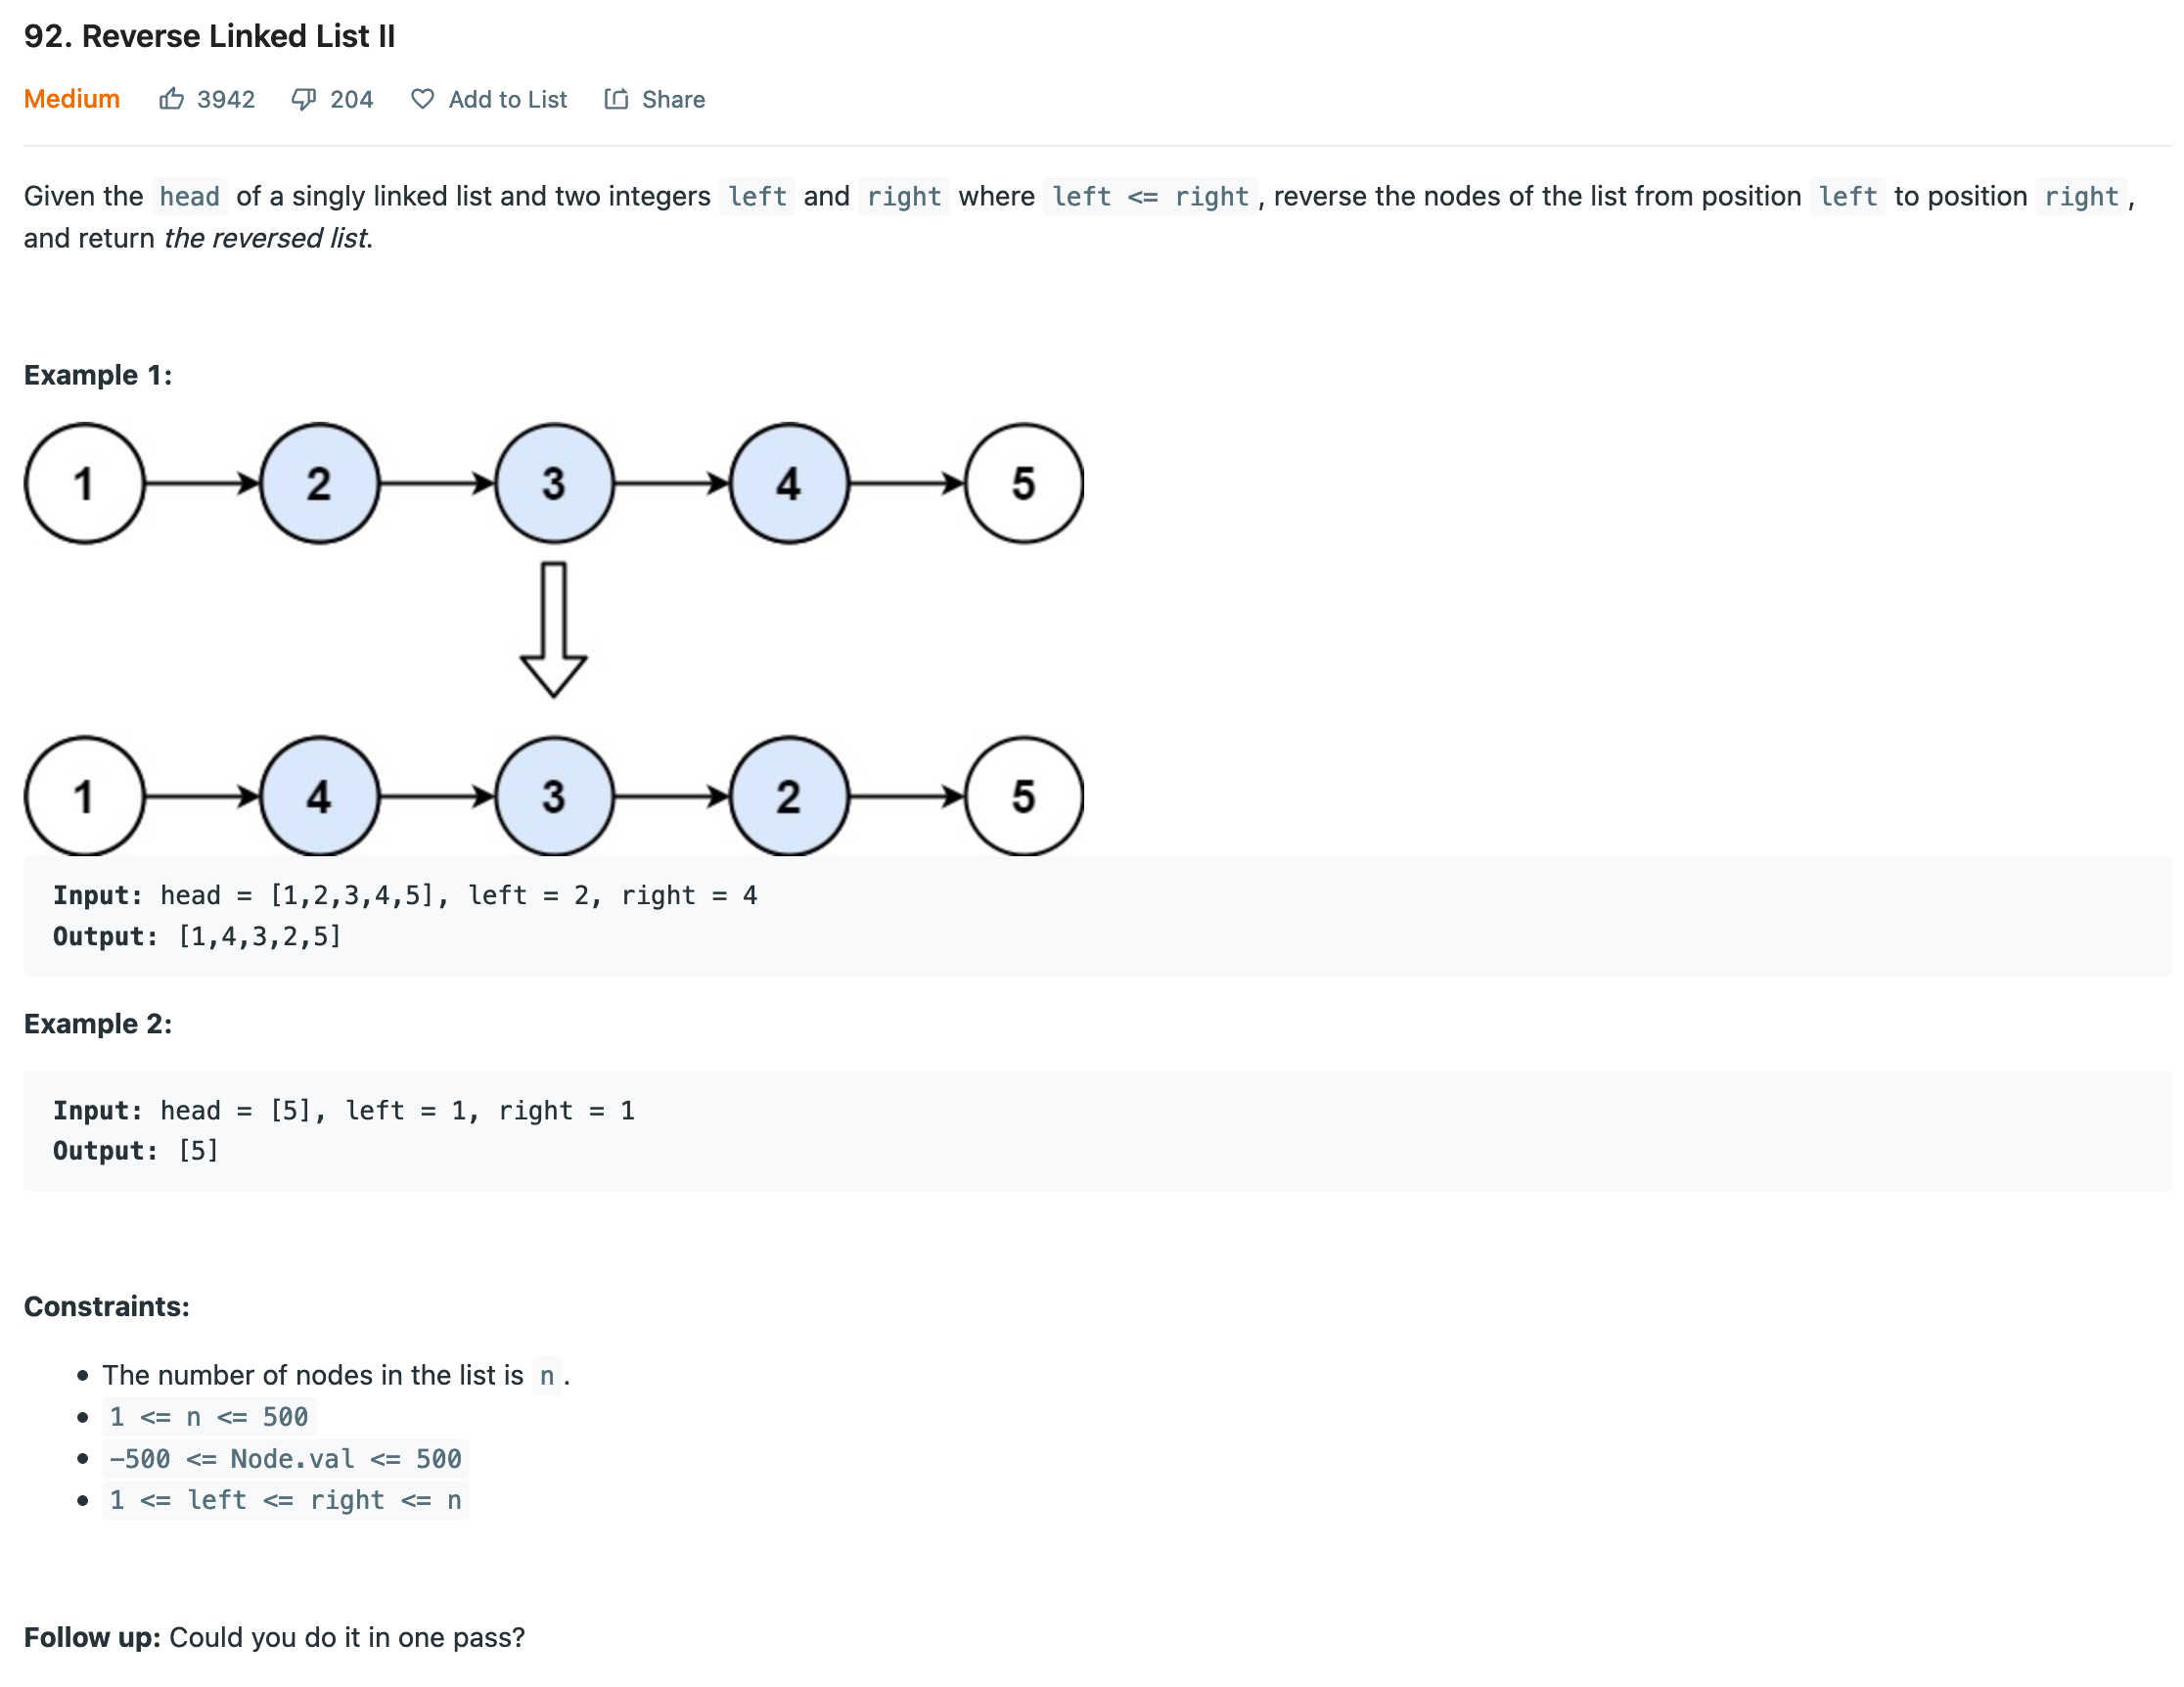 92. Reverse Linked List II
Medium 3942 204 Add to List Share
Given the head of a singly linked list and two integers left and right where left <= right, reverse the nodes of the list from position left to position right,
and return the reversed list.
Example 1:
1 2 3 4 5
1 4 3 2 5
Input: head = [1,2,3,4,5], left = 2, right = 4
Output: [1,4,3,2,5]
Example 2:
Input: head = [5], left = 1, right = 1
Output: [5]
Constraints:
• The number of nodes in the list is n.
• 1 <= n <= 500
• -500 <= Node.val <= 500
• 1 <= left <= right <= n
Follow up: Could you do it in one pass?